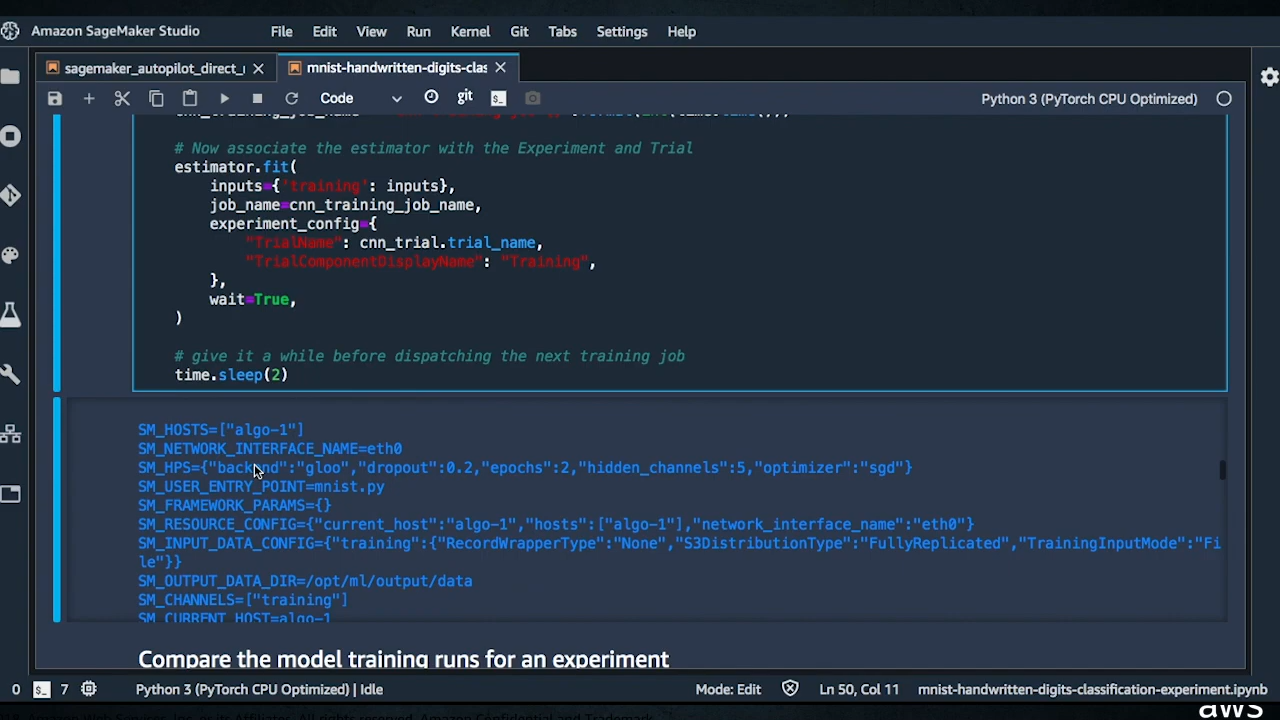 Amazon SageMaker Studio
File Edit View Run Kernel Git Tabs Settings Help
sagemaker_autopilot_direct_
mnist-handwritten-digits-clas
Code
git
Python 3 (PyTorch CPU Optimized)
# Now associate the estimator with the Experiment and Trial
estimator.fit(
inputs={'training': inputs},
job_name=cnn_training_job_name,
experiment_config={
"TrialName": cnn_trial.trial_name,
"TrialComponentDisplayName": "Training",
},
wait=True,
)
# give it a while before dispatching the next training job
time.sleep(2)
SM_HOSTS=["algo-1"]
SM_NETWORK_INTERFACE_NAME=eth0
SM_HPS={"backend":"gloo","dropout":0.2,"epochs":2,"hidden_channels":5,"optimizer":"sgd"}
SM_USER_ENTRY_POINT=mnist.py
SM_FRAMEWORK_PARAMS={}
SM_RESOURCE_CONFIG={"current_host":"algo-1","hosts":["algo-1"],"network_interface_name":"eth0"}
SM_INPUT_DATA_CONFIG={"training":{"RecordWrapperType":"None","S3DistributionType":"FullyReplicated","TrainingInputMode":"Fi
le"}}
SM_OUTPUT_DATA_DIR=/opt/ml/output/data
SM_CHANNELS=["training"]
SM_CURRENT_HOST=algo-1
Compare the model training runs for an experiment
0 7 Python 3 (PyTorch CPU Optimized) | Idle Mode: Edit Ln 50, Col 11 mnist-handwritten-digits-classification-experiment.ipynb
aws